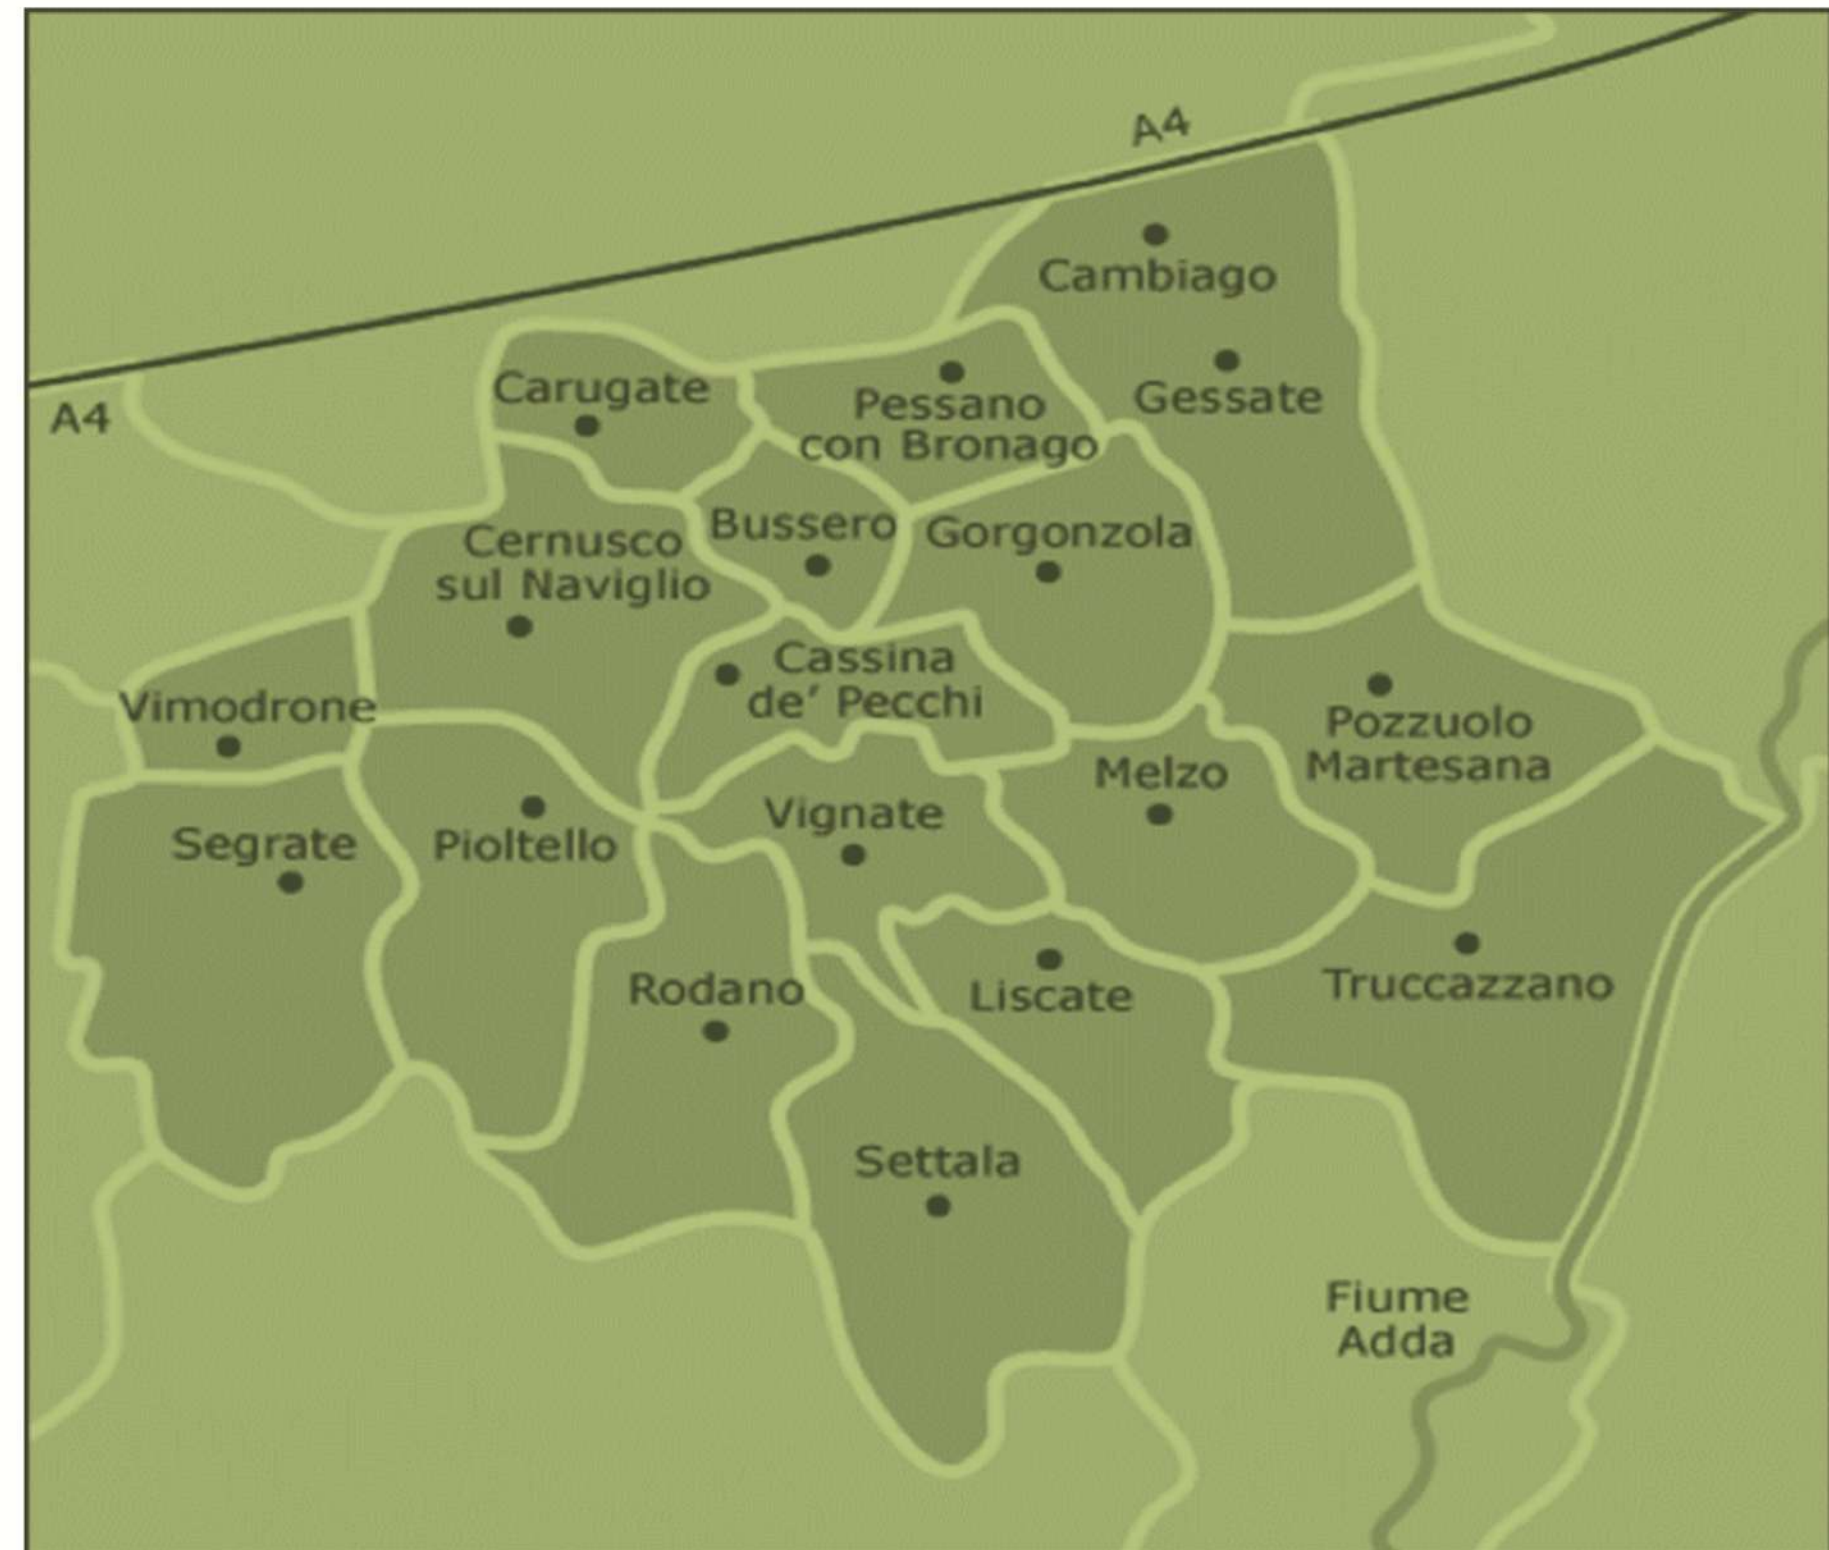 A4
Cambiago
A4
Carugate
Pessano
con Bronago
Gessate
Cernusco
sul Naviglio
Bussero
Gorgonzola
Cassina
de’ Pecchi
Vimodrone
Pozzuolo
Martesana
Melzo
Segrate
Pioltello
Vignate
Rodano
Liscate
Truccazzano
Settala
Fiume
Adda